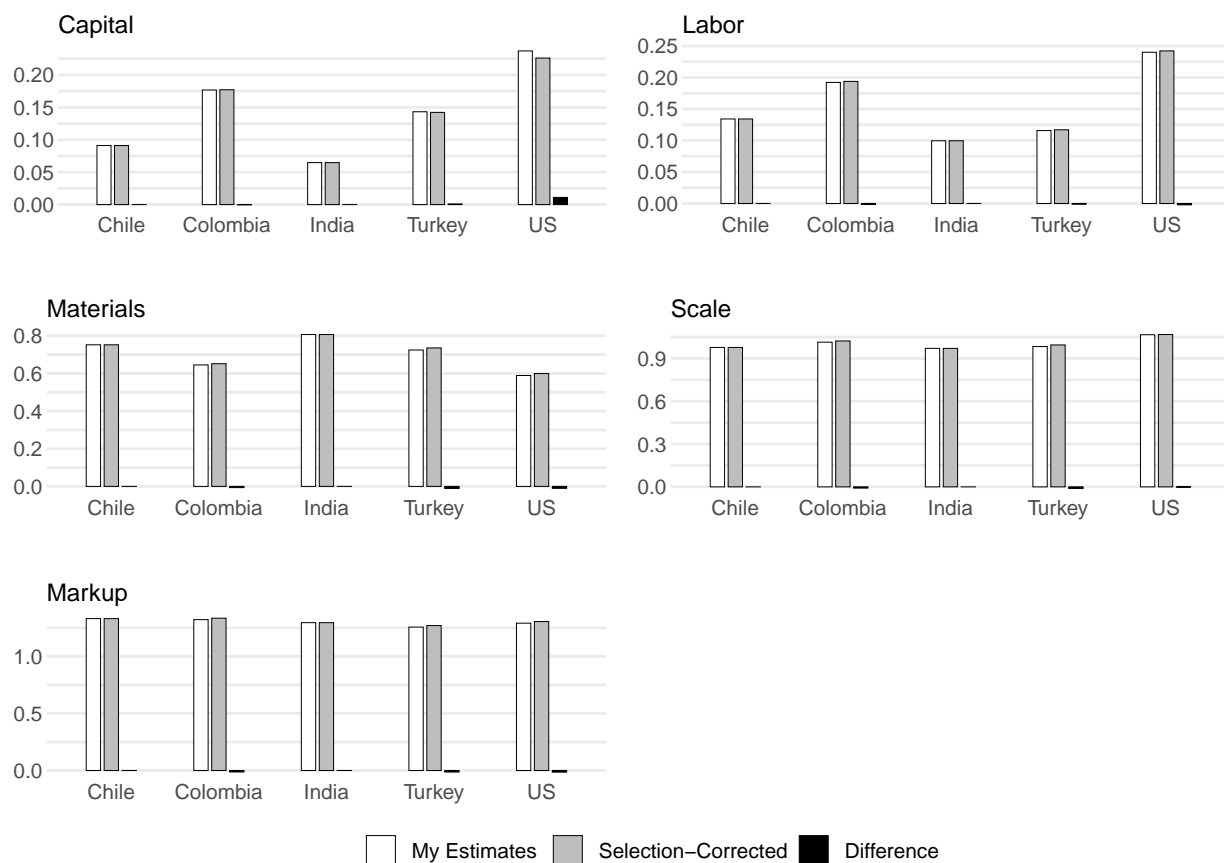 Capital
0.20
0.15
0.10
0.05
0.00
Chile Colombia India Turkey US
Labor
0.25
0.20
0.15
0.10
0.05
0.00
Chile Colombia India Turkey US
Materials
0.8
0.6
0.4
0.2
0.0
Chile Colombia India Turkey US
Scale
0.9
0.6
0.3
0.0
Chile Colombia India Turkey US
Markup
1.0
0.5
0.0
Chile Colombia India Turkey US
My Estimates Selection−Corrected Difference